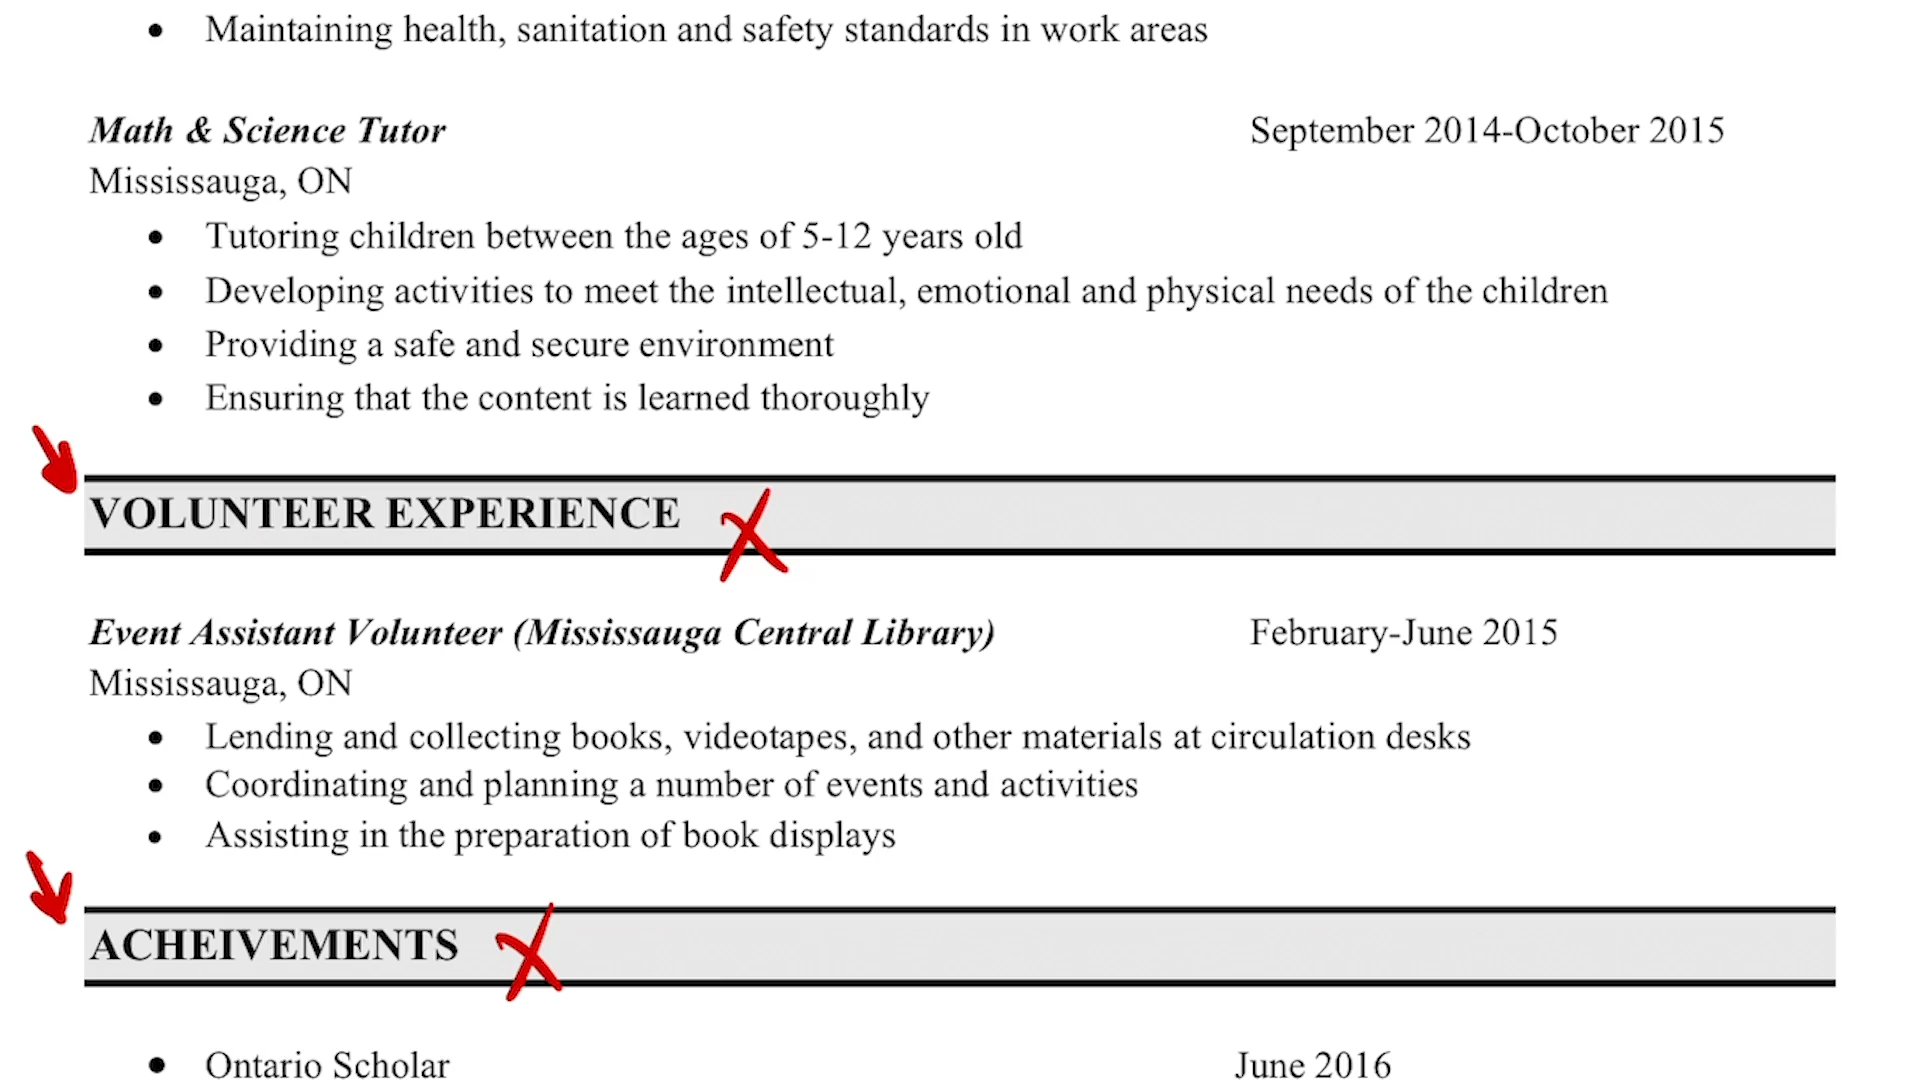 • Maintaining health, sanitation and safety standards in work areas
Math & Science Tutor September 2014-October 2015
Mississauga, ON
• Tutoring children between the ages of 5-12 years old
• Developing activities to meet the intellectual, emotional and physical needs of the children
• Providing a safe and secure environment
• Ensuring that the content is learned thoroughly
VOLUNTEER EXPERIENCE
Event Assistant Volunteer (Mississauga Central Library) February-June 2015
Mississauga, ON
• Lending and collecting books, videotapes, and other materials at circulation desks
• Coordinating and planning a number of events and activities
• Assisting in the preparation of book displays
ACHEIVEMENTS
• Ontario Scholar June 2016